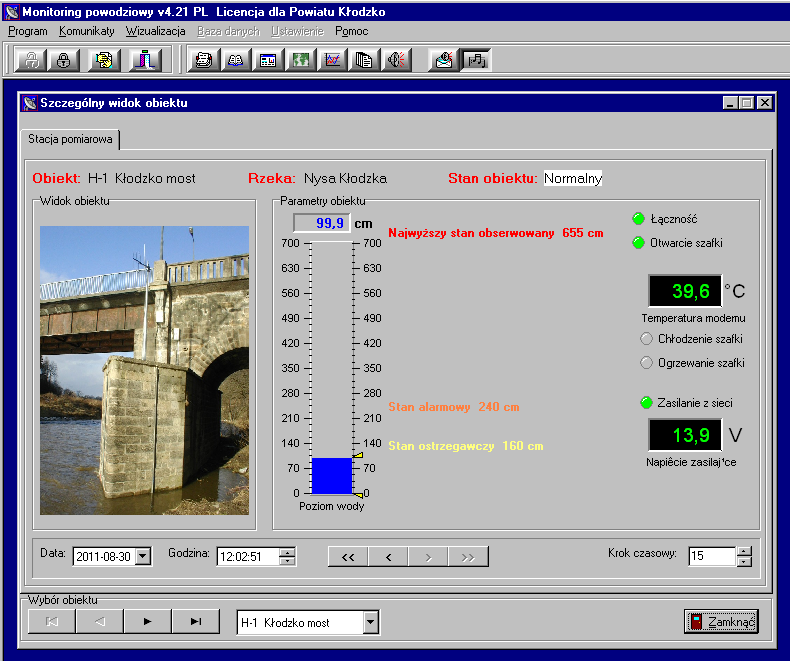 Monitoring powodziowy v4.21 PL  Licencja dla Powiatu Kłodzko
Program Komunikaty Wizualizacja Baza danych Ustawienie Pomoc
Szczególny widok obiektu
Stacja pomiarowa
Obiekt: H-1 Kłodzko most Rzeka: Nysa Kłodzka Stan obiektu: Normalny
Widok obiektu
Parametry obiektu
99,9 cm
Najwyższy stan obserwowany 655 cm
700 700
630 630
560 560
490 490
420 420
350 350
280 280
Stan alarmowy 240 cm
210 210
140 140
Stan ostrzegawczy 160 cm
70 70
0 0
Poziom wody
Łączność
Otwarcie szafki
39,6 °C
Temperatura modemu
Chłodzenie szafki
Ogrzewanie szafki
Zasilanie z sieci
13,9 V
Napiêcie zasilaj¹ce
Data: 2011-08-30 Godzina: 12:02:51 << < > >> Krok czasowy: 15
Wybór obiektu
H-1 Kłodzko most Zamknąć